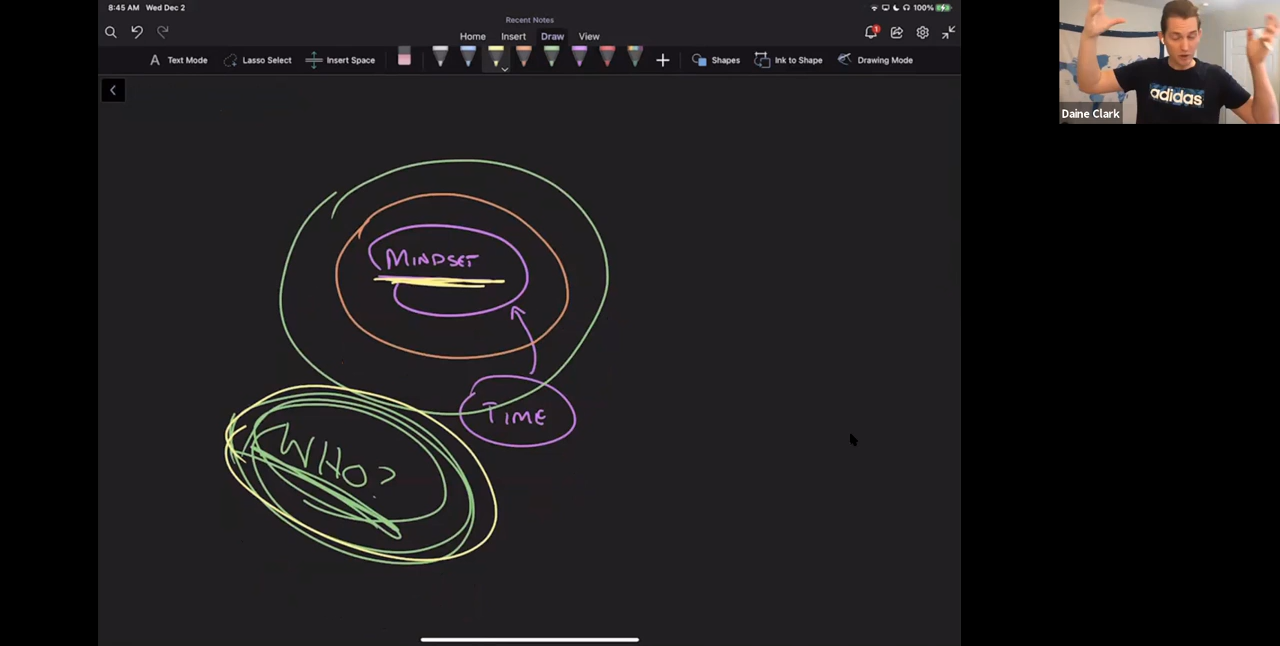 8:45 AM Wed Dec 2
100%
Recent Notes
Home Insert Draw View
1
Text Mode Lasso Select Insert Space Shapes Ink to Shape Drawing Mode
adidas
Daine Clark
MINDSET
TIME
WHO?